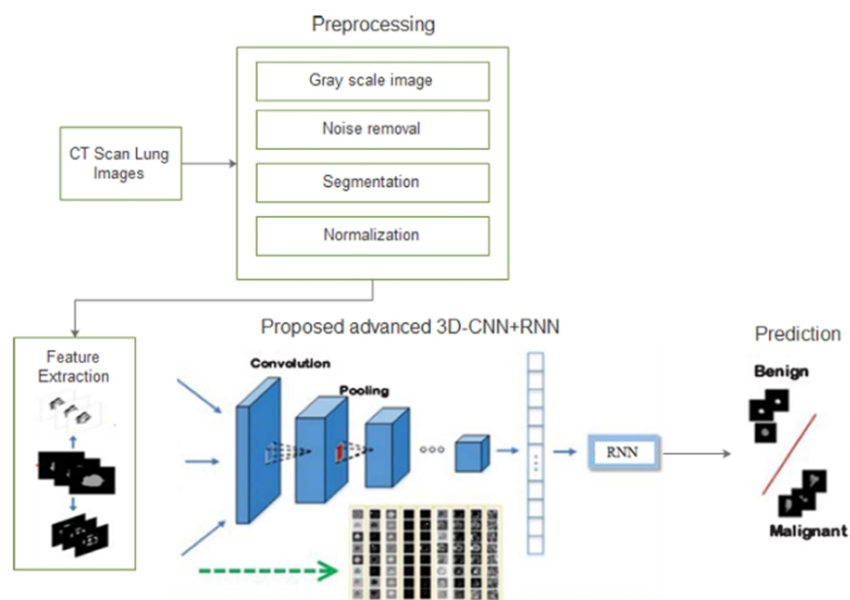 Preprocessing
Gray scale image
Noise removal
CT Scan Lung
Images
Segmentation
Normalization
Proposed advanced 3D-CNN+RNN
Feature
Extraction
Convolution
Pooling
RNN
Prediction
Benign
Malignant